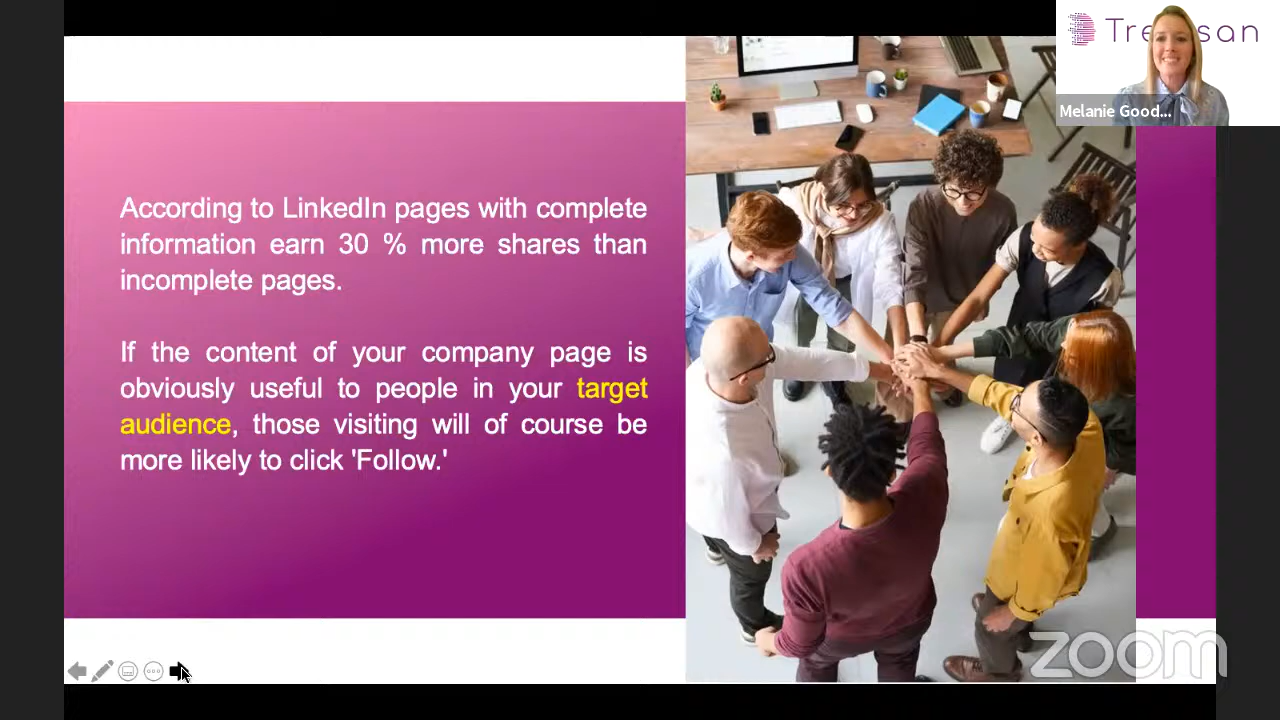 According to LinkedIn pages with complete
information earn 30 % more shares than
incomplete pages.
If the content of your company page is
obviously useful to people in your target
audience, those visiting will of course be
more likely to click 'Follow.'
Melanie Good...
zoom